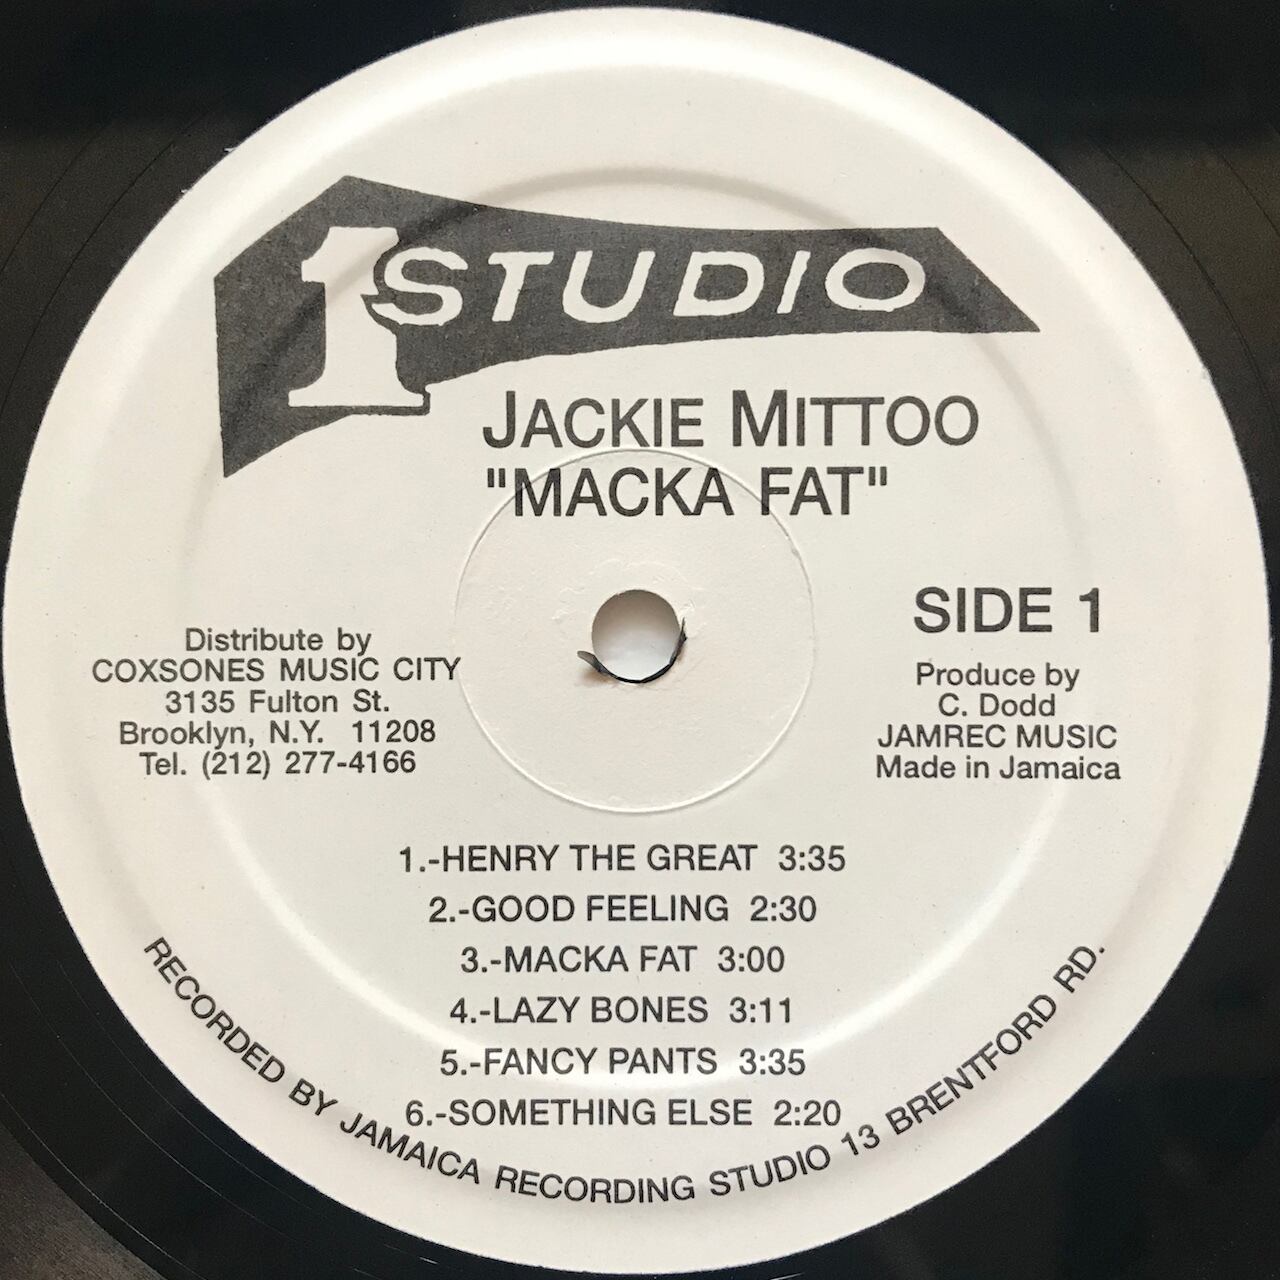 1 STUDIO
JACKIE MITTOO
"MACKA FAT"
SIDE 1
Distribute by
COXSONES MUSIC CITY
3135 Fulton St.
Brooklyn, N.Y. 11208
Tel. (212) 277-4166
Produce by
C. Dodd
JAMREC MUSIC
Made in Jamaica
1.-HENRY THE GREAT 3:35
2.-GOOD FEELING 2:30
3.-MACKA FAT 3:00
4.-LAZY BONES 3:11
5.-FANCY PANTS 3:35
6.-SOMETHING ELSE 2:20
RECORDED BY JAMAICA RECORDING STUDIO 13 BRENTFORD RD.